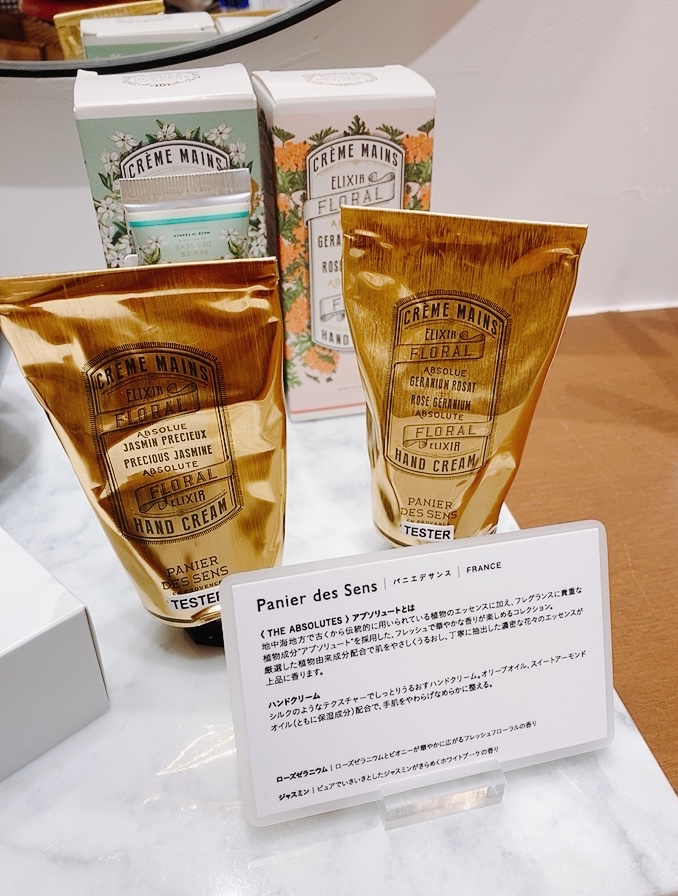 CRÈME MAINS
CRÈME MAINS
ELIXIR
FLORAL
GERA
ROSE
HAND
MADE IN FRANCE
PANIER
DES SENS
CRÈME MAINS
ELIXIR
FLORAL
ABSOLUE
JASMIN PRECIEUX
PRECIOUS JASMINE
ABSOLUTE
FLORAL
ELIXIR
HAND CREAM
PANIER
DES SENS
EN PROVENCE
TESTER
CRÈME MAINS
ELIXIR
FLORAL
ABSOLUE
GERANIUM ROSAT
ROSE GERANIUM
ABSOLUTE
FLORAL
ELIXIR
HAND CREAM
PANIER
DES SENS
EN PROVENCE
TESTER
Panier des Sens | パニエデサンス | FRANCE
《 THE ABSOLUTES 》アプソリュートとは
地中海地方で古くから伝統的に用いられている植物のエッセンスに加え、フレグランスに貴重な
植物成分"アプソリュート"を採用した、フレッシュで華やかな香りが楽しめるコレクション。
厳選した植物由来成分配合で肌をやさしくうるおし、丁寧に抽出した濃密な花々のエッセンスが
上品に香ります。
ハンドクリーム
シルクのようなテクスチャーでしっとりうるおすハンドクリーム。オリーブオイル、スイートアーモンド
オイル(ともに保湿成分)配合で、手肌をやわらげなめらかに整える。
ローズゼラニウム | ローズゼラニウムとピオニーが華やかに広がるフレッシュフローラルの香り
ジャスミン | ピュアでいきいきとしたジャスミンがきらめくホワイトブーケの香り